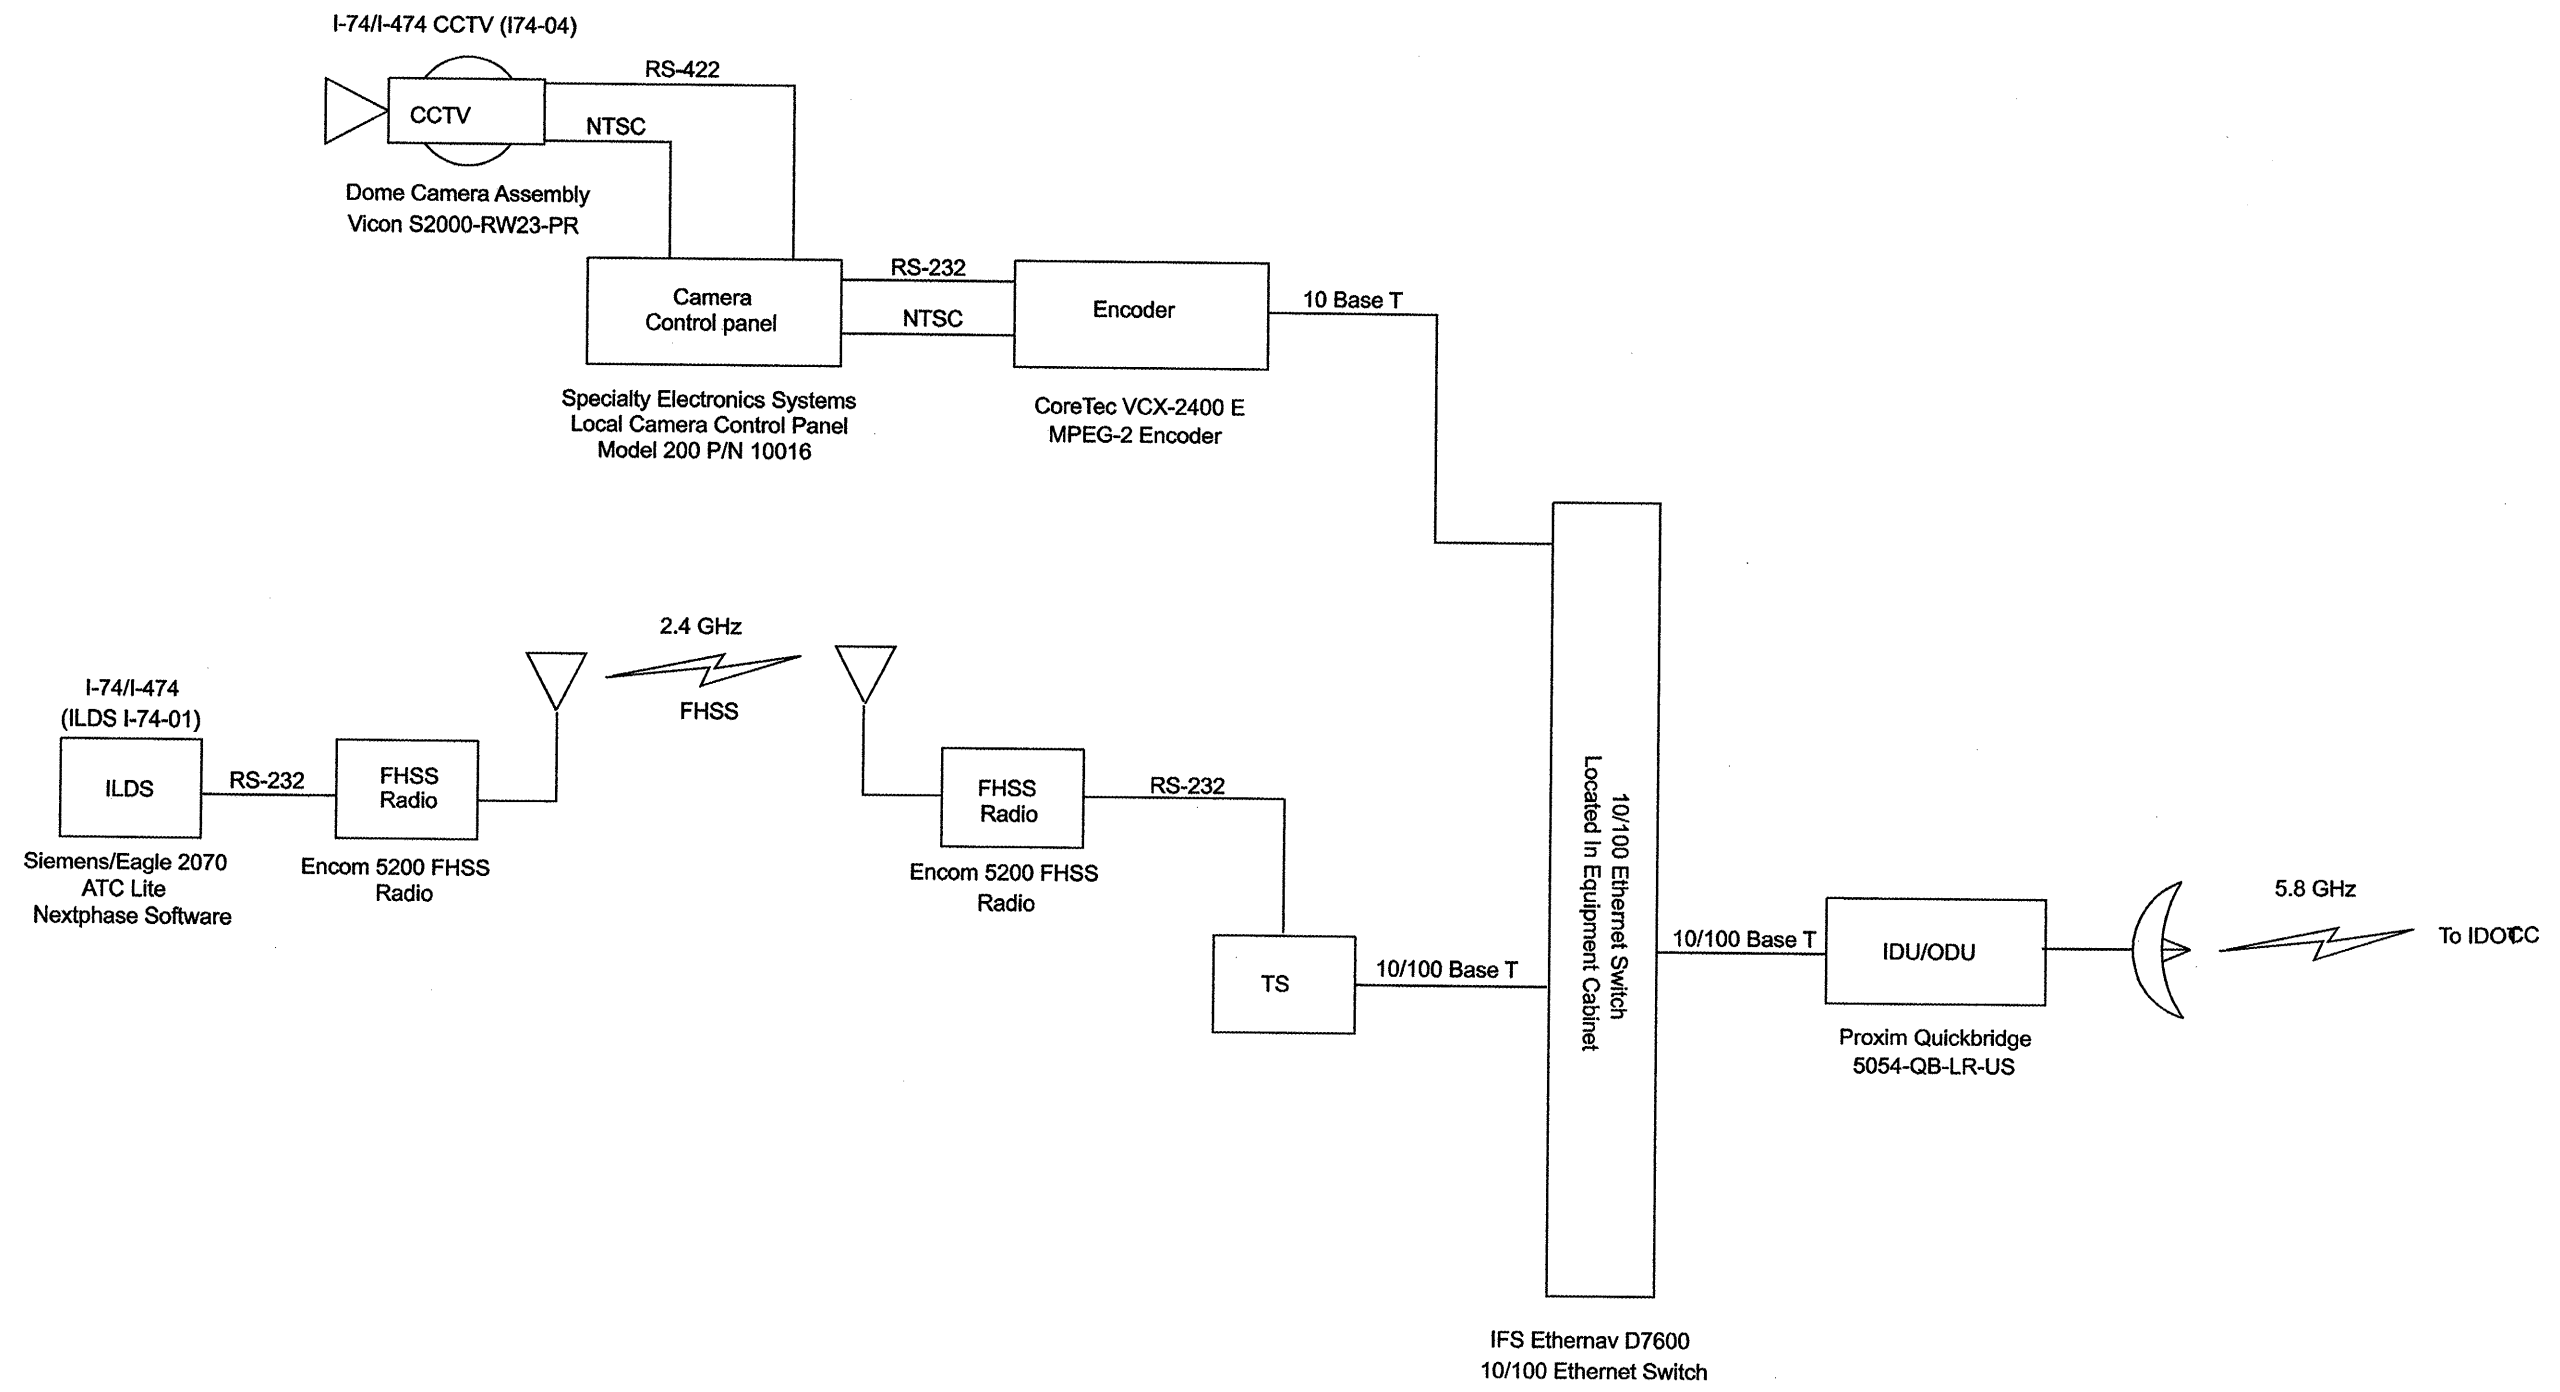 I-74/I-474 CCTV (I74-04)
RS-422
CCTV
NTSC
Dome Camera Assembly
Vicon S2000-RW23-PR
Camera
Control panel
RS-232
NTSC
Encoder
10 Base T
Specialty Electronics Systems
Local Camera Control Panel
Model 200 P/N 10016
CoreTec VCX-2400 E
MPEG-2 Encoder
2.4 GHz
FHSS
I-74/I-474
(ILDS I-74-01)
ILDS
RS-232
FHSS
Radio
Siemens/Eagle 2070
ATC Lite
Nextphase Software
Encom 5200 FHSS
Radio
FHSS
Radio
RS-232
Encom 5200 FHSS
Radio
TS
10/100 Base T
10/100 Ethernet Switch
Located In Equipment Cabinet
10/100 Base T
IDU/ODU
Proxim Quickbridge
5054-QB-LR-US
5.8 GHz
To
IFS Ethernav D7600
10/100 Ethernet Switch